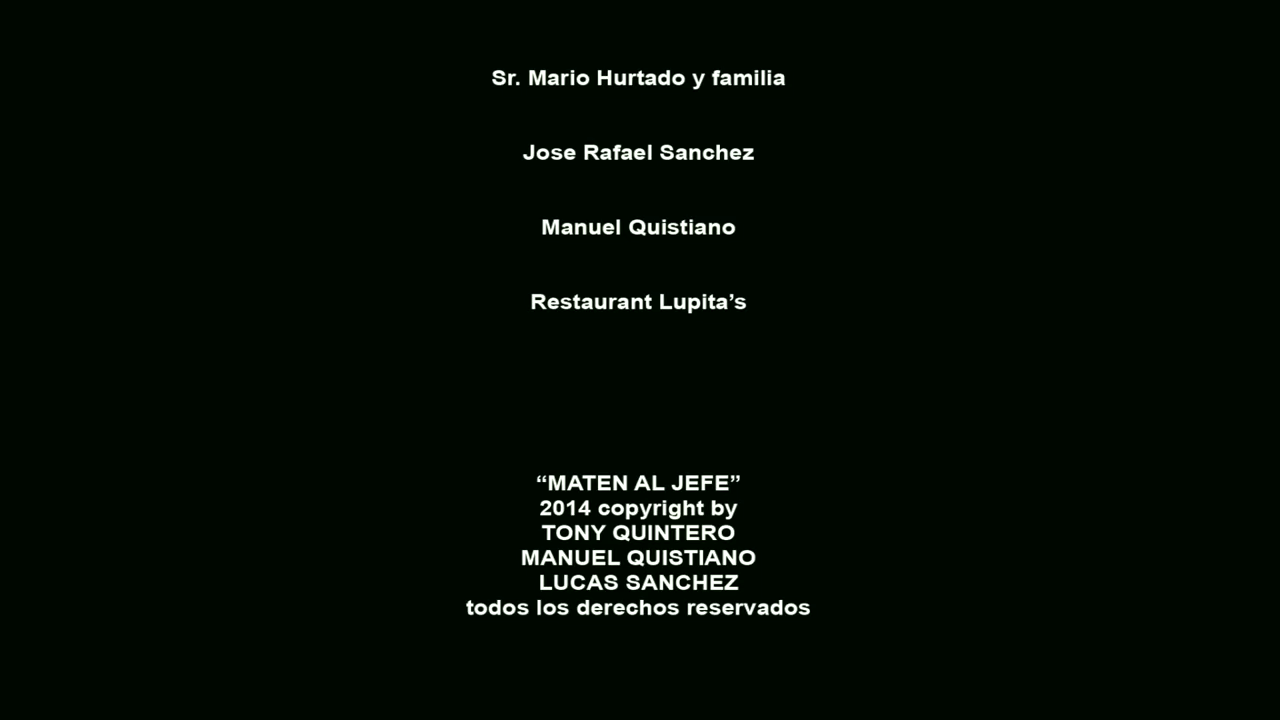 Sr. Mario Hurtado y familia
Jose Rafael Sanchez
Manuel Quistiano
Restaurant Lupita’s
“MATEN AL JEFE”
2014 copyright by
TONY QUINTERO
MANUEL QUISTIANO
LUCAS SANCHEZ
todos los derechos reservados